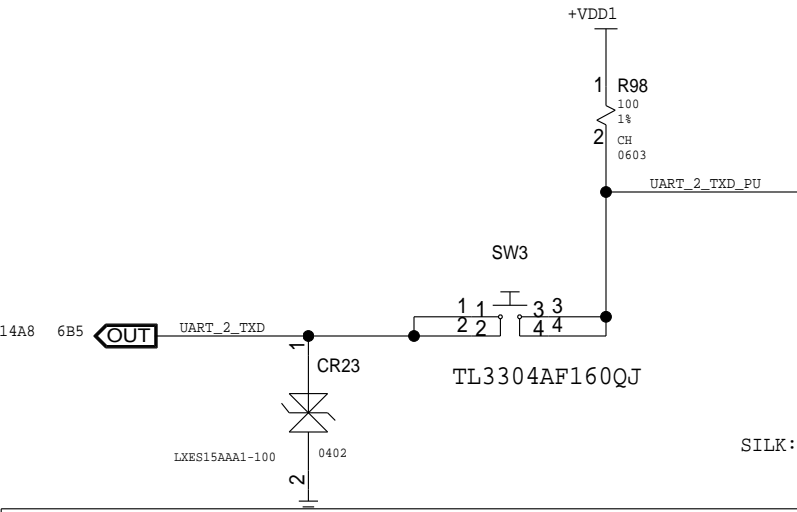 +VDD1
1
R98
100
1%
2
CH
0603
UART_2_TXD_PU
SW3
1 1 3 3
2 2 4 4
14A8 6B5 OUT UART_2_TXD
1
CR23
TL3304AF160QJ
LXES15AAA1-100
0402
2
SILK: